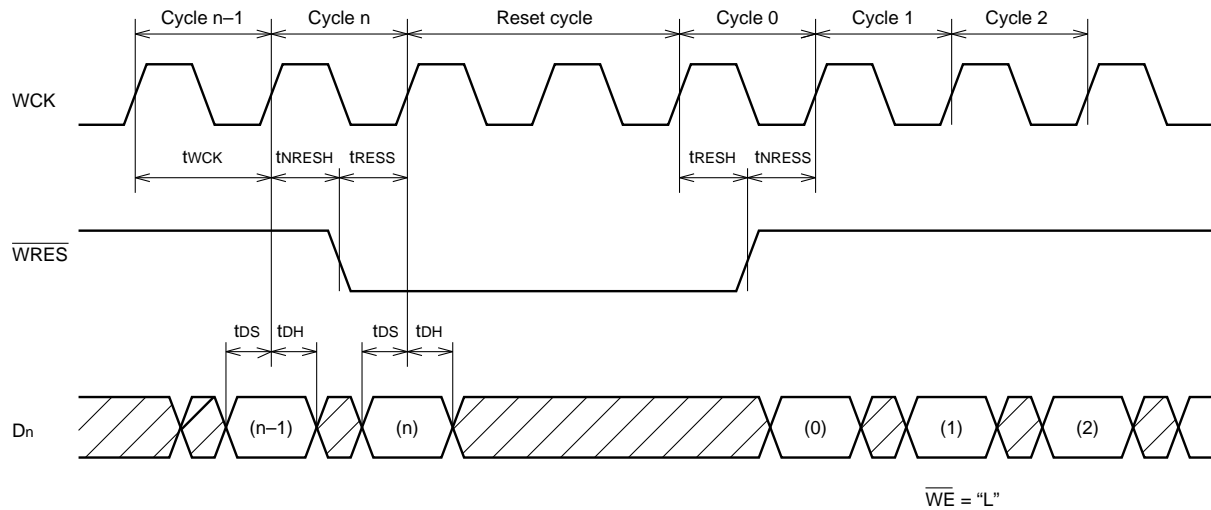 Cycle n–1 Cycle n Reset cycle Cycle 0 Cycle 1 Cycle 2
WCK
tWCK tNRESH tRESS tRESH tNRESS
WRES
tDS tDH tDS tDH
Dn (n–1) (n) (0) (1) (2)
WE = “L”